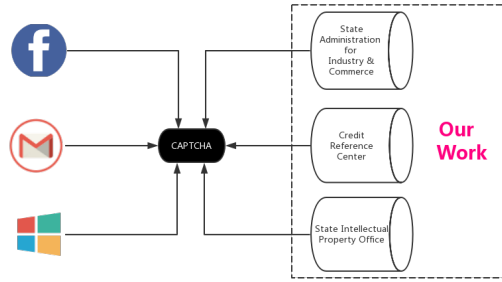 State
Administration
for
Industry &
Commerce
CAPTCHA
Credit
Reference
Center
Our
Work
State Intellectual
Property Office